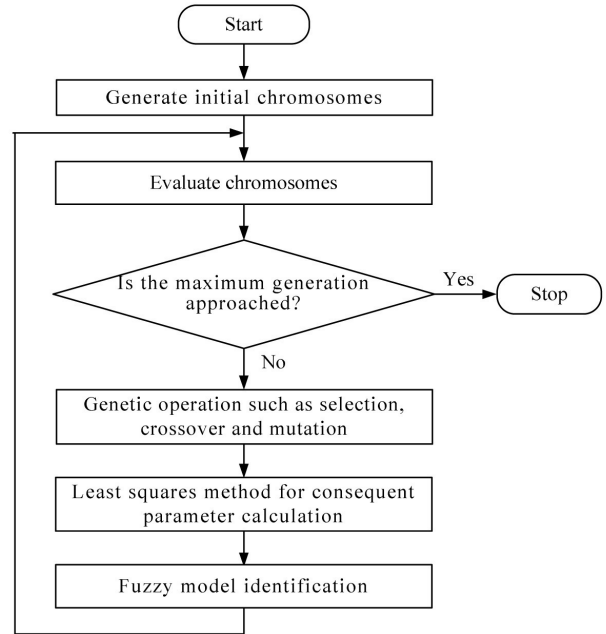 Start
Generate initial chromosomes
Evaluate chromosomes
Is the maximum generation
approached?
Yes
Stop
No
Genetic operation such as selection,
crossover and mutation
Least squares method for consequent
parameter calculation
Fuzzy model identification